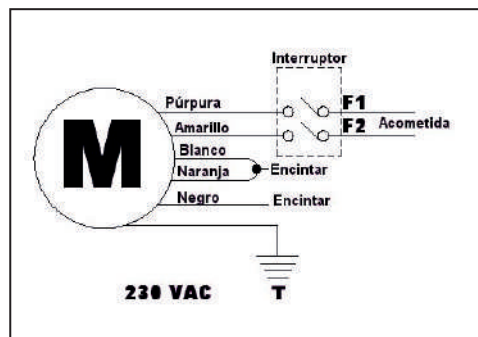 Interruptor
Púrpura
F1
Amarillo
F2 Acometida
M
Blanco
Naranja
Encintar
Negro
Encintar
230 VAC
T